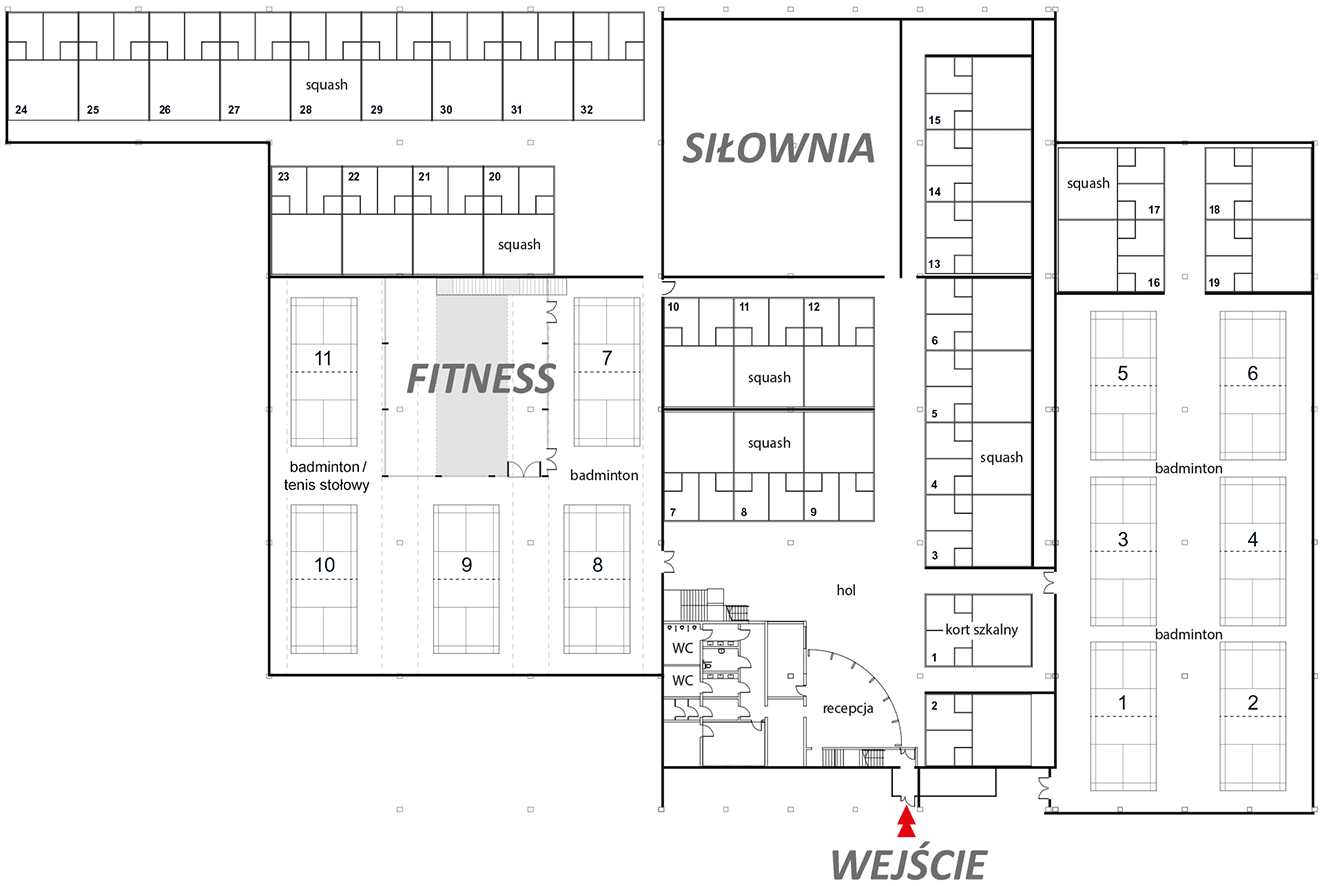 squash
24 25 26 27 28 29 30 31 32
SIŁOWNIA
15
14
13
squash
17
16
18
19
23 22 21 20
squash
10 11 12
squash
squash
7 8 9
6
5
4
3
squash
11
FITNESS
7
badminton /
tenis stołowy
badminton
10 9 8
5 6
badminton
3 4
badminton
1 2
hol
kort szkalny
1
2
WC
WC
recepcja
WEJŚCIE